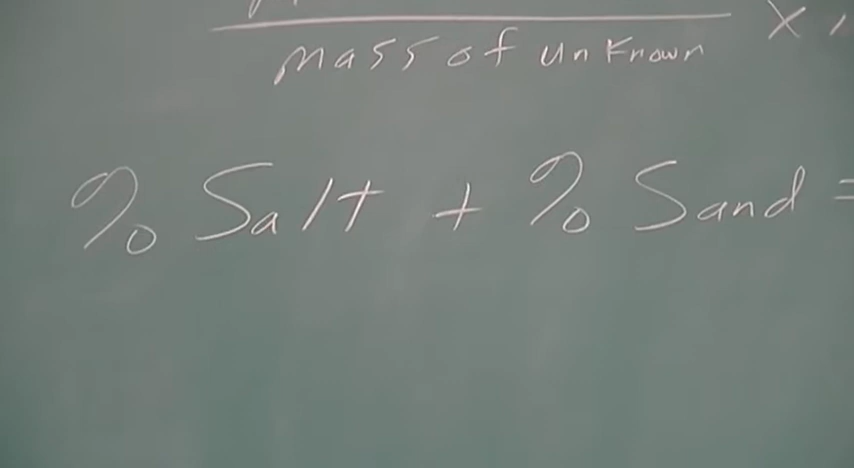 mass of unknown x
% Salt + % Sand =